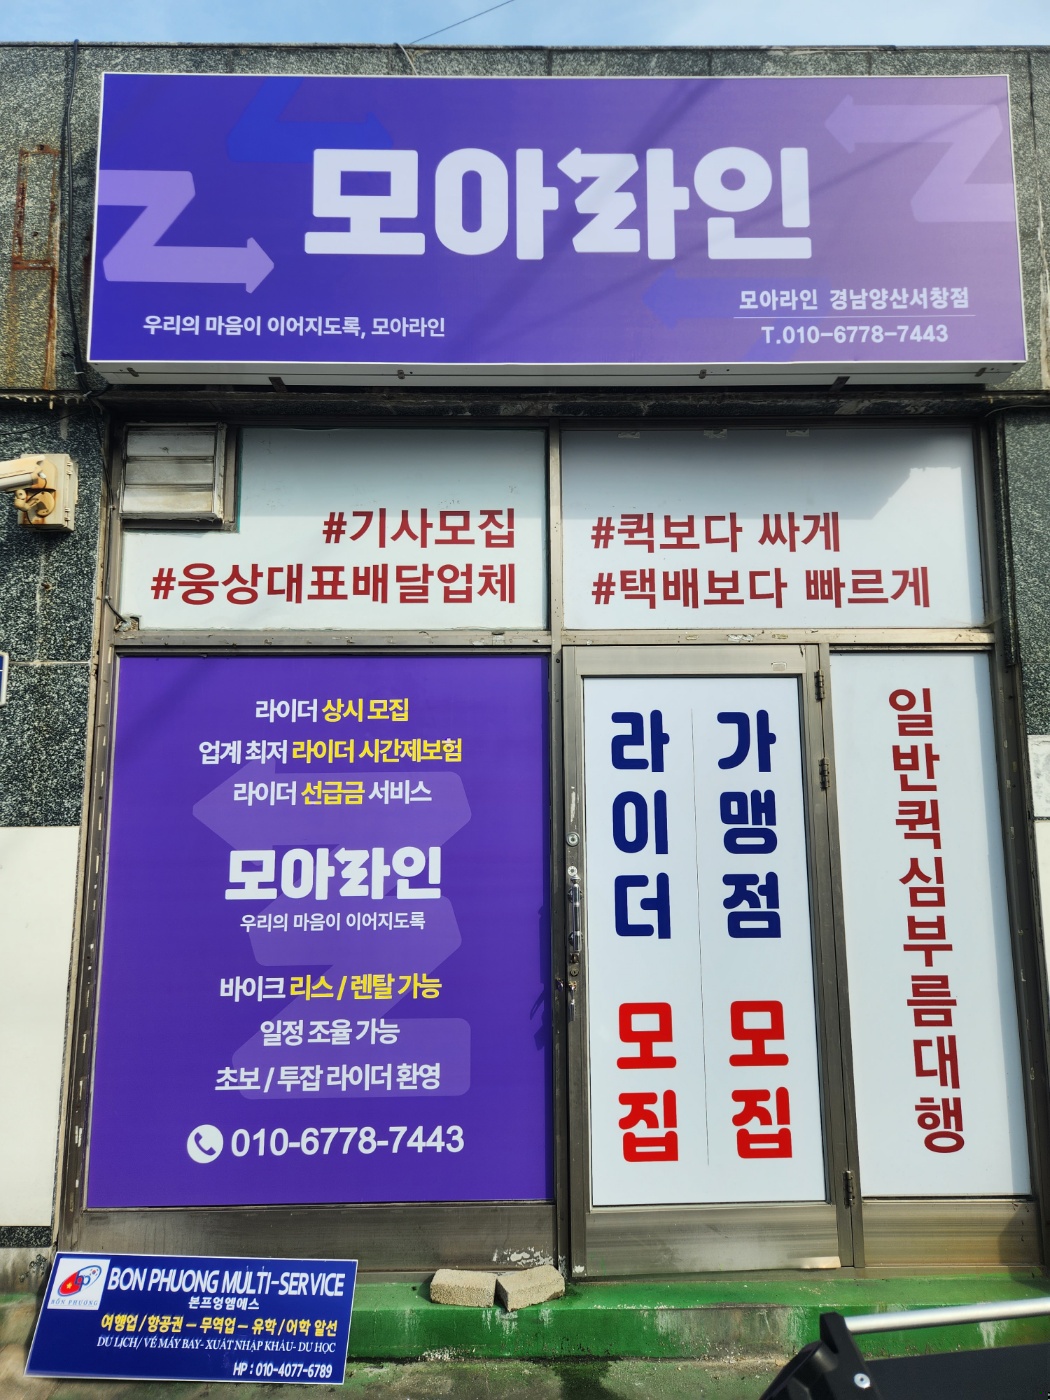 모아라인
우리의 마음이 이어지도록, 모아라인
모아라인 경남양산서창점
T.010-6778-7443
#기사모집
#웅상대표배달업체
#퀵보다 싸게
#택배보다 빠르게
라이더 상시 모집
업계 최저 라이더 시간제보험
라이더 선급금 서비스
모아라인
우리의 마음이 이어지도록
바이크 리스 / 렌탈 가능
일정 조율 가능
초보 / 투잡 라이더 환영
010-6778-7443
라이더 모집
가맹점 모집
일반퀵심부름대행
BON PHUONG MULTI-SERVICE
BÔN PHUONG
본프엉엠에스
여행업 / 항공권 - 무역업 - 유학 / 어학 알선
DU LỊCH/ VÉ MÁY BAY- XUẤT NHẬP KHẨU- DU HỌC
HP : 010-4077-6789